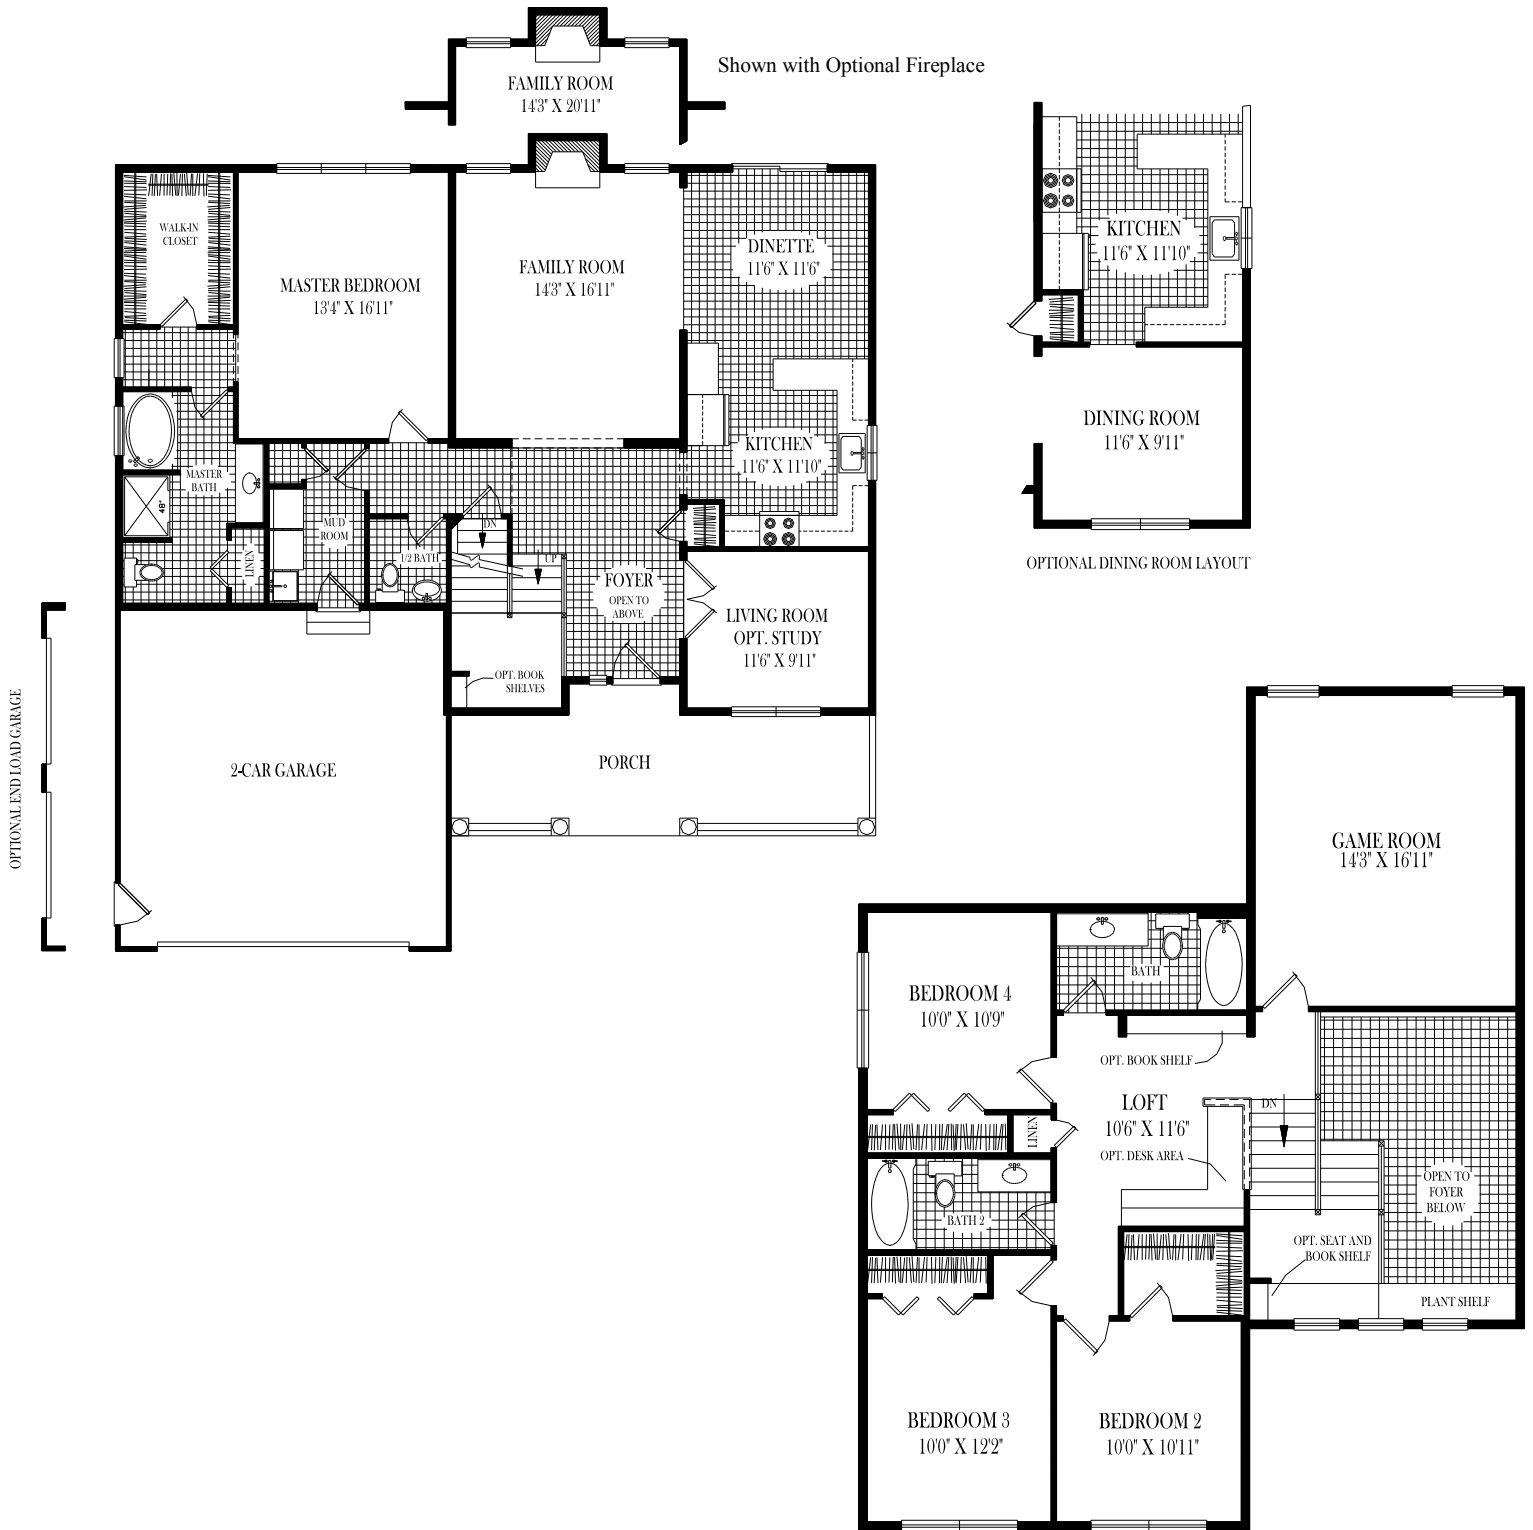 FAMILY ROOM
14'3" X 20'11"
Shown with Optional Fireplace
WALK-IN
CLOSET
MASTER BEDROOM
13'4" X 16'11"
FAMILY ROOM
14'3" X 16'11"
DINETTE
11'6" X 11'6"
KITCHEN
11'6" X 11'10"
MASTER
BATH
48"
LINEN
MUD
ROOM
1/2 BATH
DN
UP
FOYER
OPEN TO
ABOVE
LIVING ROOM
OPT. STUDY
11'6" X 9'11"
OPT. BOOK
SHELVES
2-CAR GARAGE
PORCH
OPTIONAL END LOAD GARAGE
KITCHEN
11'6" X 11'10"
DINING ROOM
11'6" X 9'11"
OPTIONAL DINING ROOM LAYOUT
GAME ROOM
14'3" X 16'11"
BEDROOM 4
10'0" X 10'9"
BATH
OPT. BOOK SHELF
LOFT
10'6" X 11'6"
OPT. DESK AREA
DN
LINEN
BATH 2
OPEN TO
FOYER
BELOW
OPT. SEAT AND
BOOK SHELF
PLANT SHELF
BEDROOM 3
10'0" X 12'2"
BEDROOM 2
10'0" X 10'11"